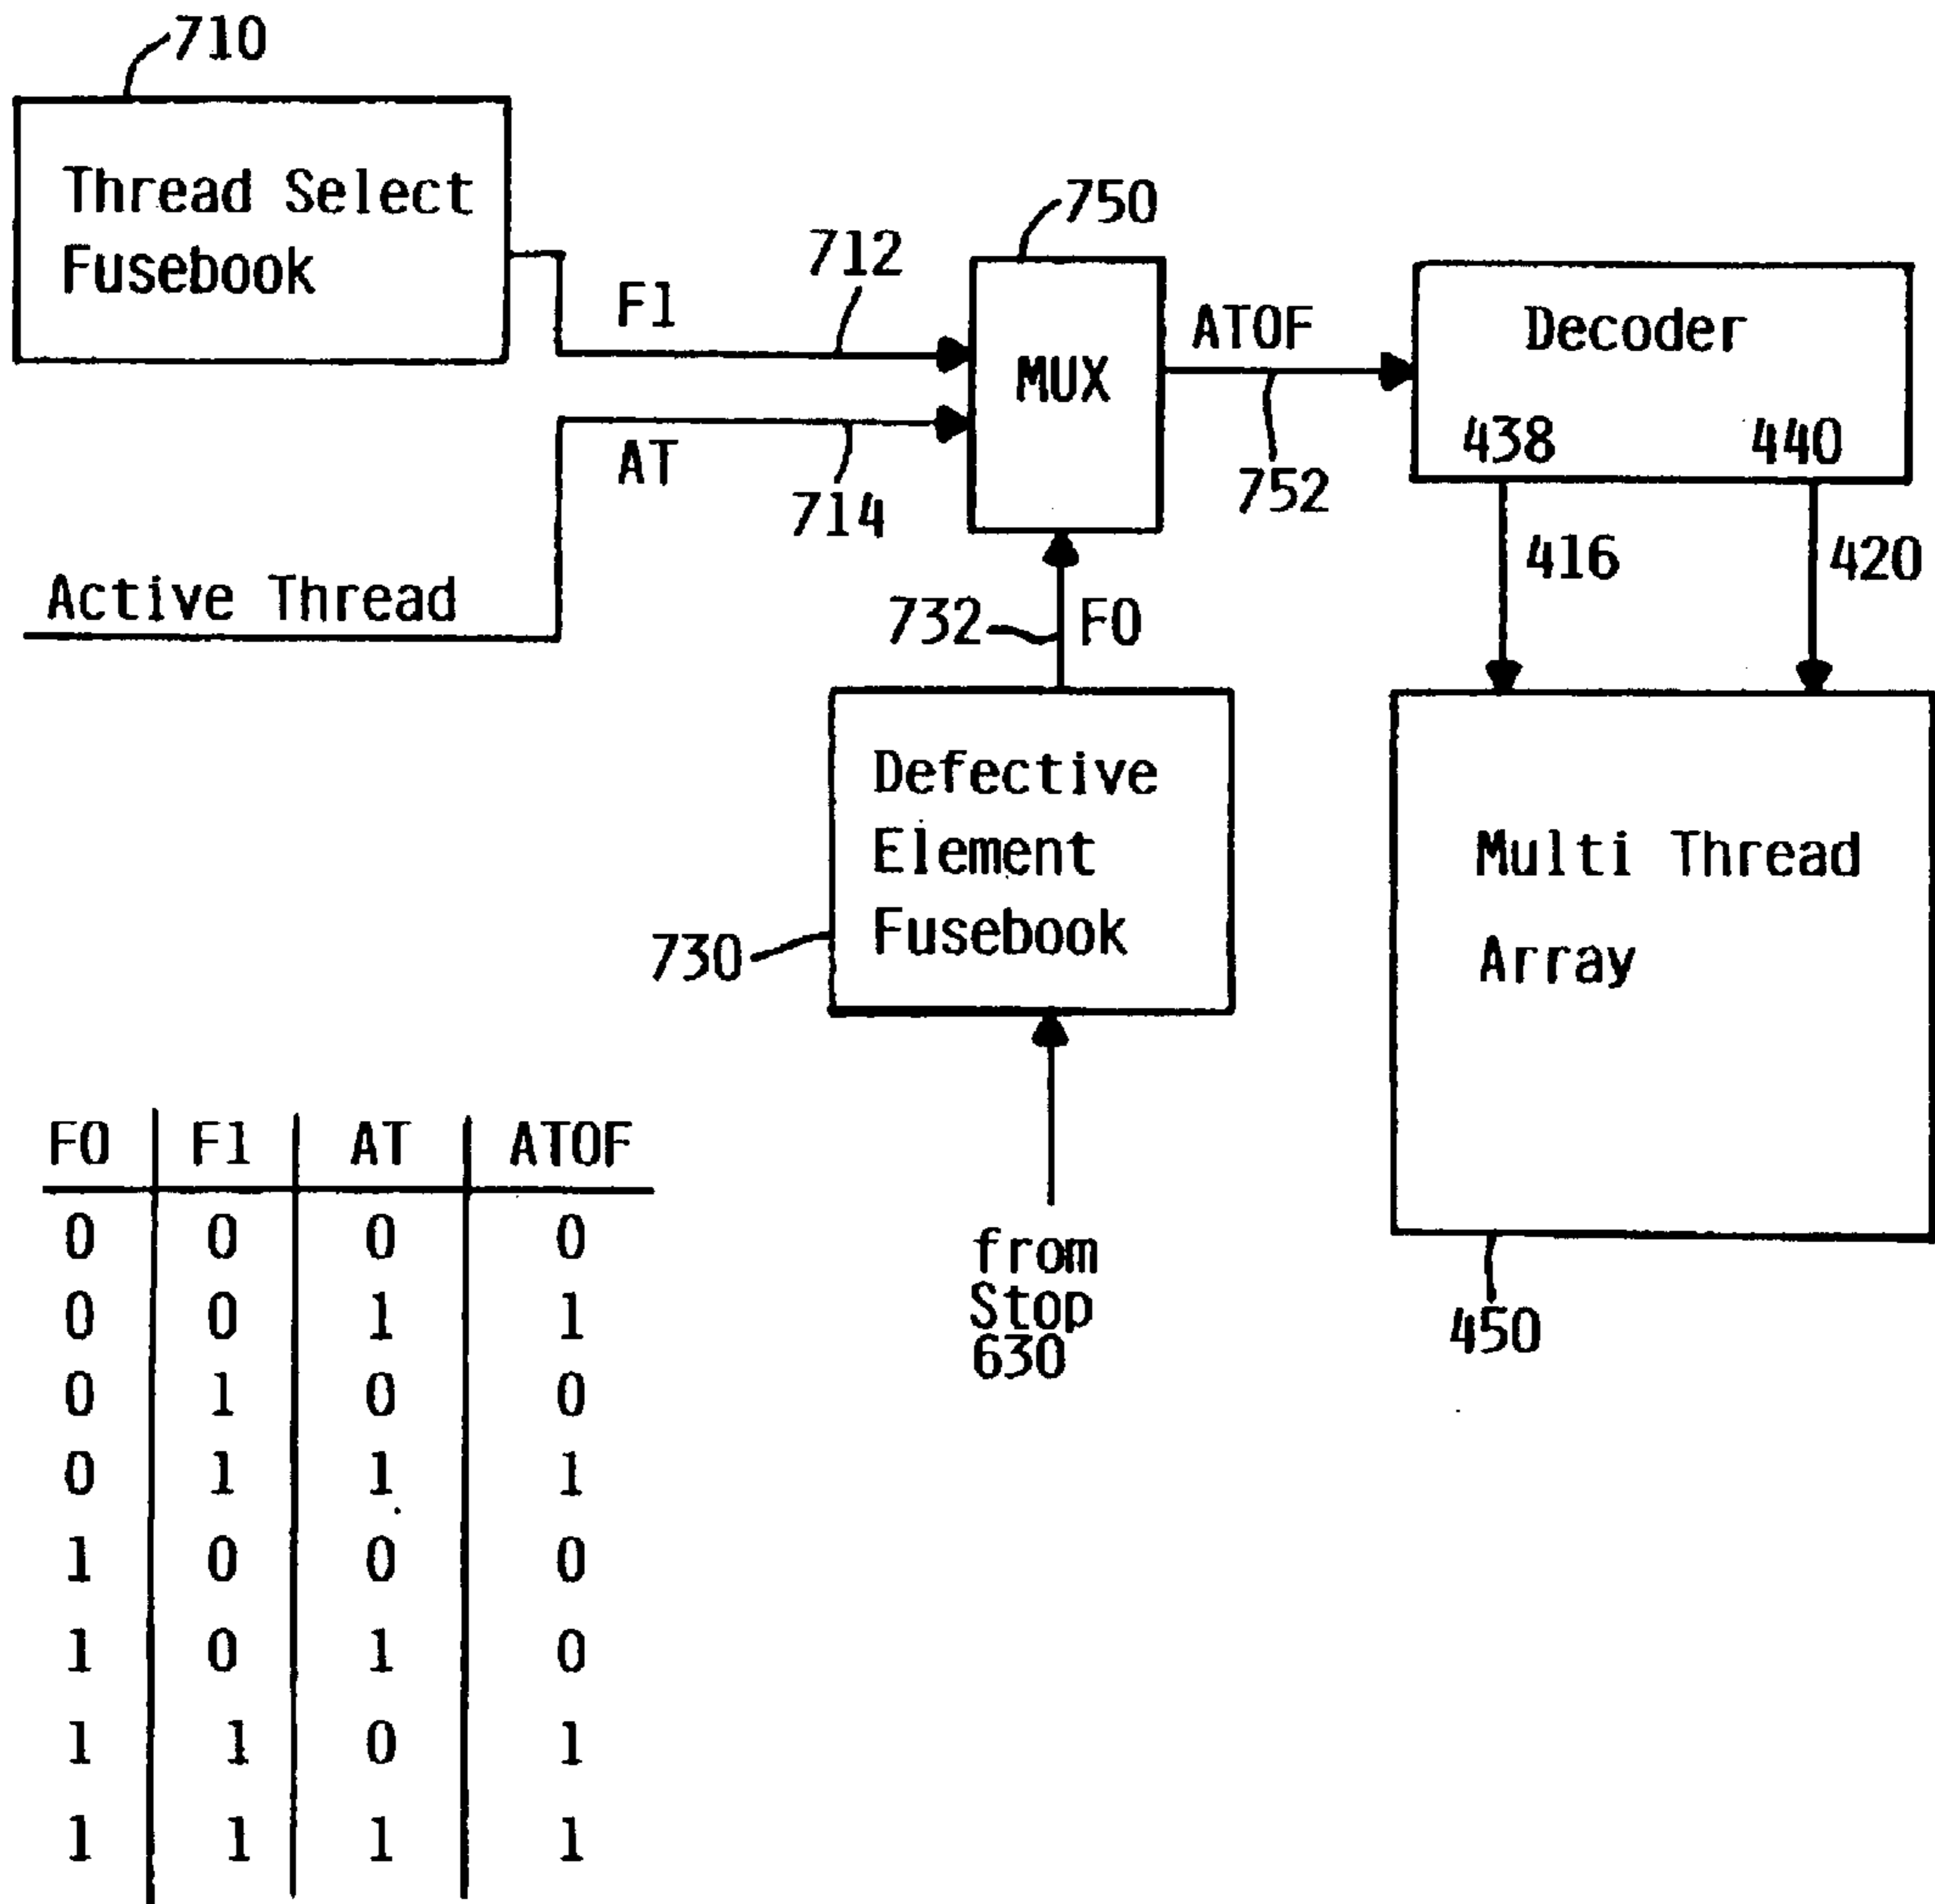 710
Thread Select
Fusebook
750
712
F1
ATOF
Decoder
MUX
438 440
AT
714
752
416
420
Active Thread
732
F0
Defective
Element
Fusebook
730
Multi Thread
Array
from
Stop
630
450
F0 F1 AT ATOF
0 0 0 0
0 0 1 1
0 1 0 0
0 1 1 1
1 0 0 0
1 0 1 0
1 1 0 1
1 1 1 1